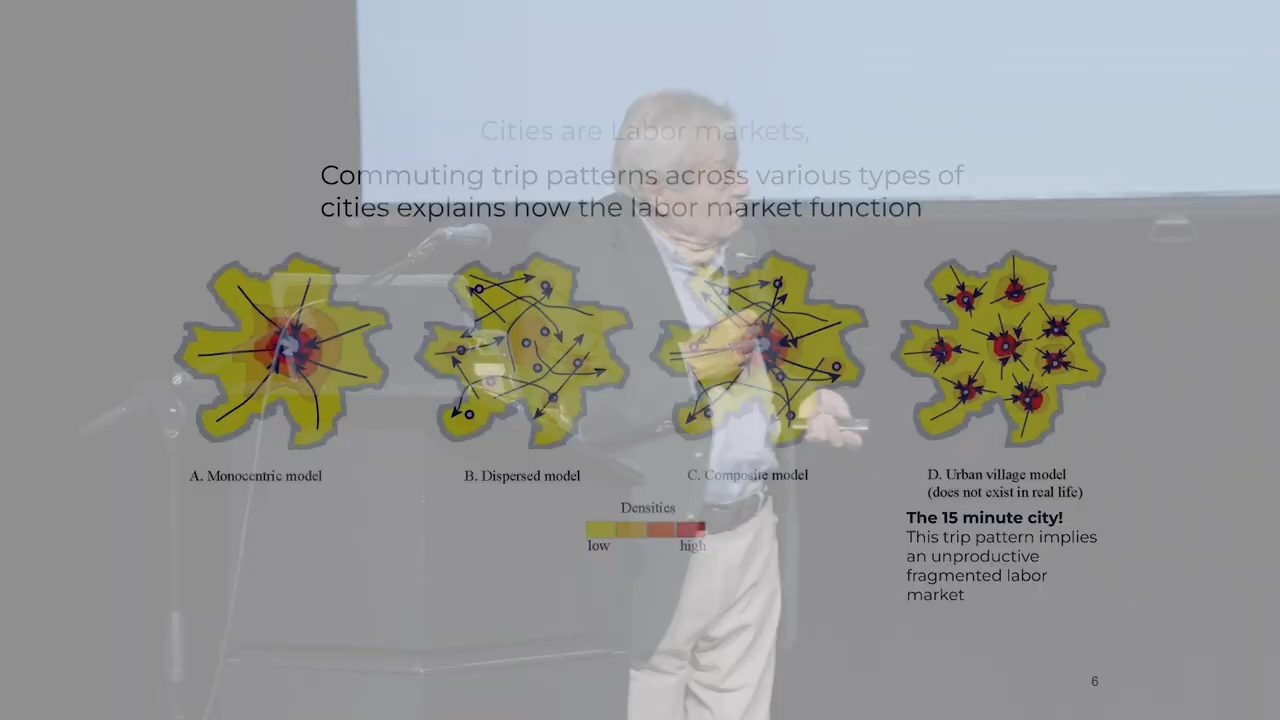 Cities are Labor markets,
Commuting trip patterns across various types of
cities explains how the labor market function
A. Monocentric model
B. Dispersed model
C. Composite model
D. Urban village model
(does not exist in real life)
The 15 minute city!
This trip pattern implies
an unproductive
fragmented labor
market
Densities
low
high
6